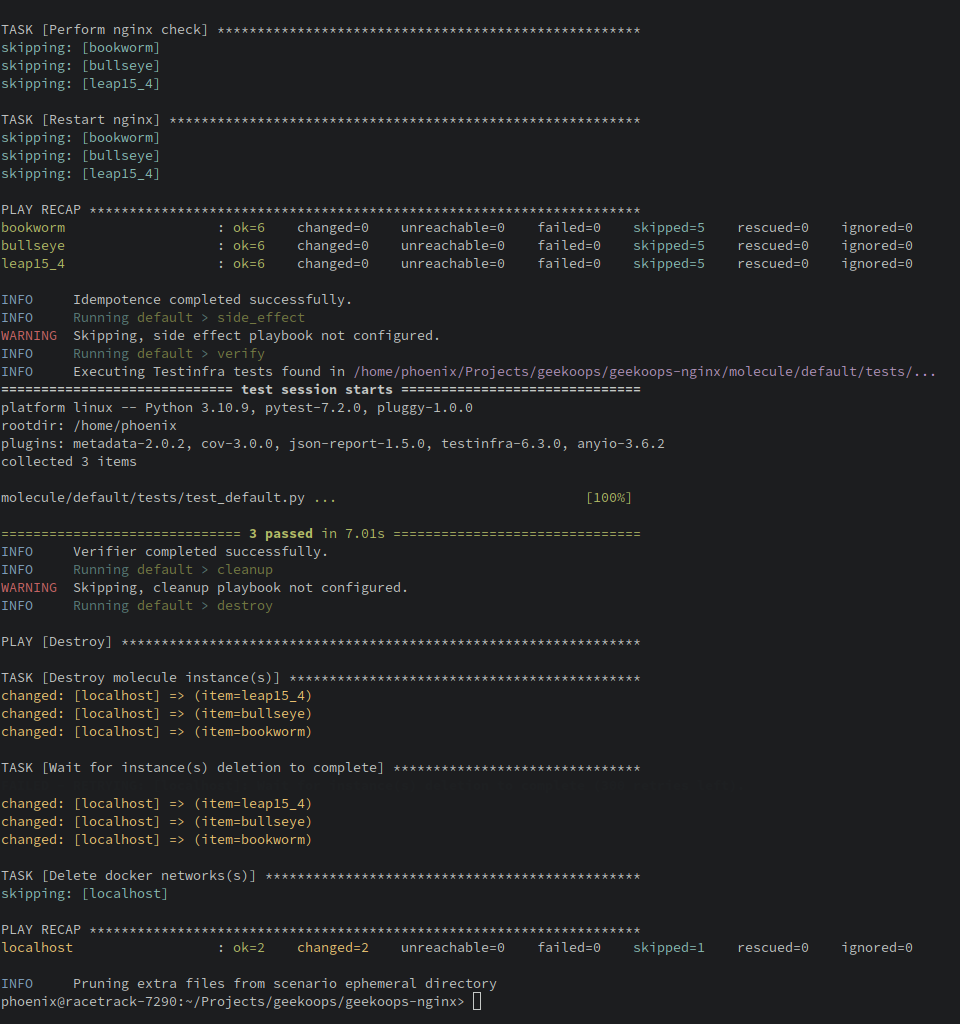 TASK [Perform nginx check] *****************************************************
skipping: [bookworm]
skipping: [bullseye]
skipping: [leap15_4]
TASK [Restart nginx] ***********************************************************
skipping: [bookworm]
skipping: [bullseye]
skipping: [leap15_4]
PLAY RECAP *********************************************************************
bookworm                   : ok=6    changed=0    unreachable=0    failed=0    skipped=5    rescued=0    ignored=0
bullseye                   : ok=6    changed=0    unreachable=0    failed=0    skipped=5    rescued=0    ignored=0
leap15_4                   : ok=6    changed=0    unreachable=0    failed=0    skipped=5    rescued=0    ignored=0
INFO     Idempotence completed successfully.
INFO     Running default > side_effect
WARNING  Skipping, side effect playbook not configured.
INFO     Running default > verify
INFO     Executing Testinfra tests found in /home/phoenix/Projects/geekoops/geekoops-nginx/molecule/default/tests/...
============================= test session starts ==============================
platform linux -- Python 3.10.9, pytest-7.2.0, pluggy-1.0.0
rootdir: /home/phoenix
plugins: metadata-2.0.2, cov-3.0.0, json-report-1.5.0, testinfra-6.3.0, anyio-3.6.2
collected 3 items
molecule/default/tests/test_default.py ...                               [100%]
============================== 3 passed in 7.01s ===============================
INFO     Verifier completed successfully.
INFO     Running default > cleanup
WARNING  Skipping, cleanup playbook not configured.
INFO     Running default > destroy
PLAY [Destroy] *****************************************************************
TASK [Destroy molecule instance(s)] ********************************************
changed: [localhost] => (item=leap15_4)
changed: [localhost] => (item=bullseye)
changed: [localhost] => (item=bookworm)
TASK [Wait for instance(s) deletion to complete] *******************************
changed: [localhost] => (item=leap15_4)
changed: [localhost] => (item=bullseye)
changed: [localhost] => (item=bookworm)
TASK [Delete docker networks(s)] ***********************************************
skipping: [localhost]
PLAY RECAP *********************************************************************
localhost                  : ok=2    changed=2    unreachable=0    failed=0    skipped=1    rescued=0    ignored=0
INFO     Pruning extra files from scenario ephemeral directory
phoenix@racetrack-7290:~/Projects/geekoops/geekoops-nginx>